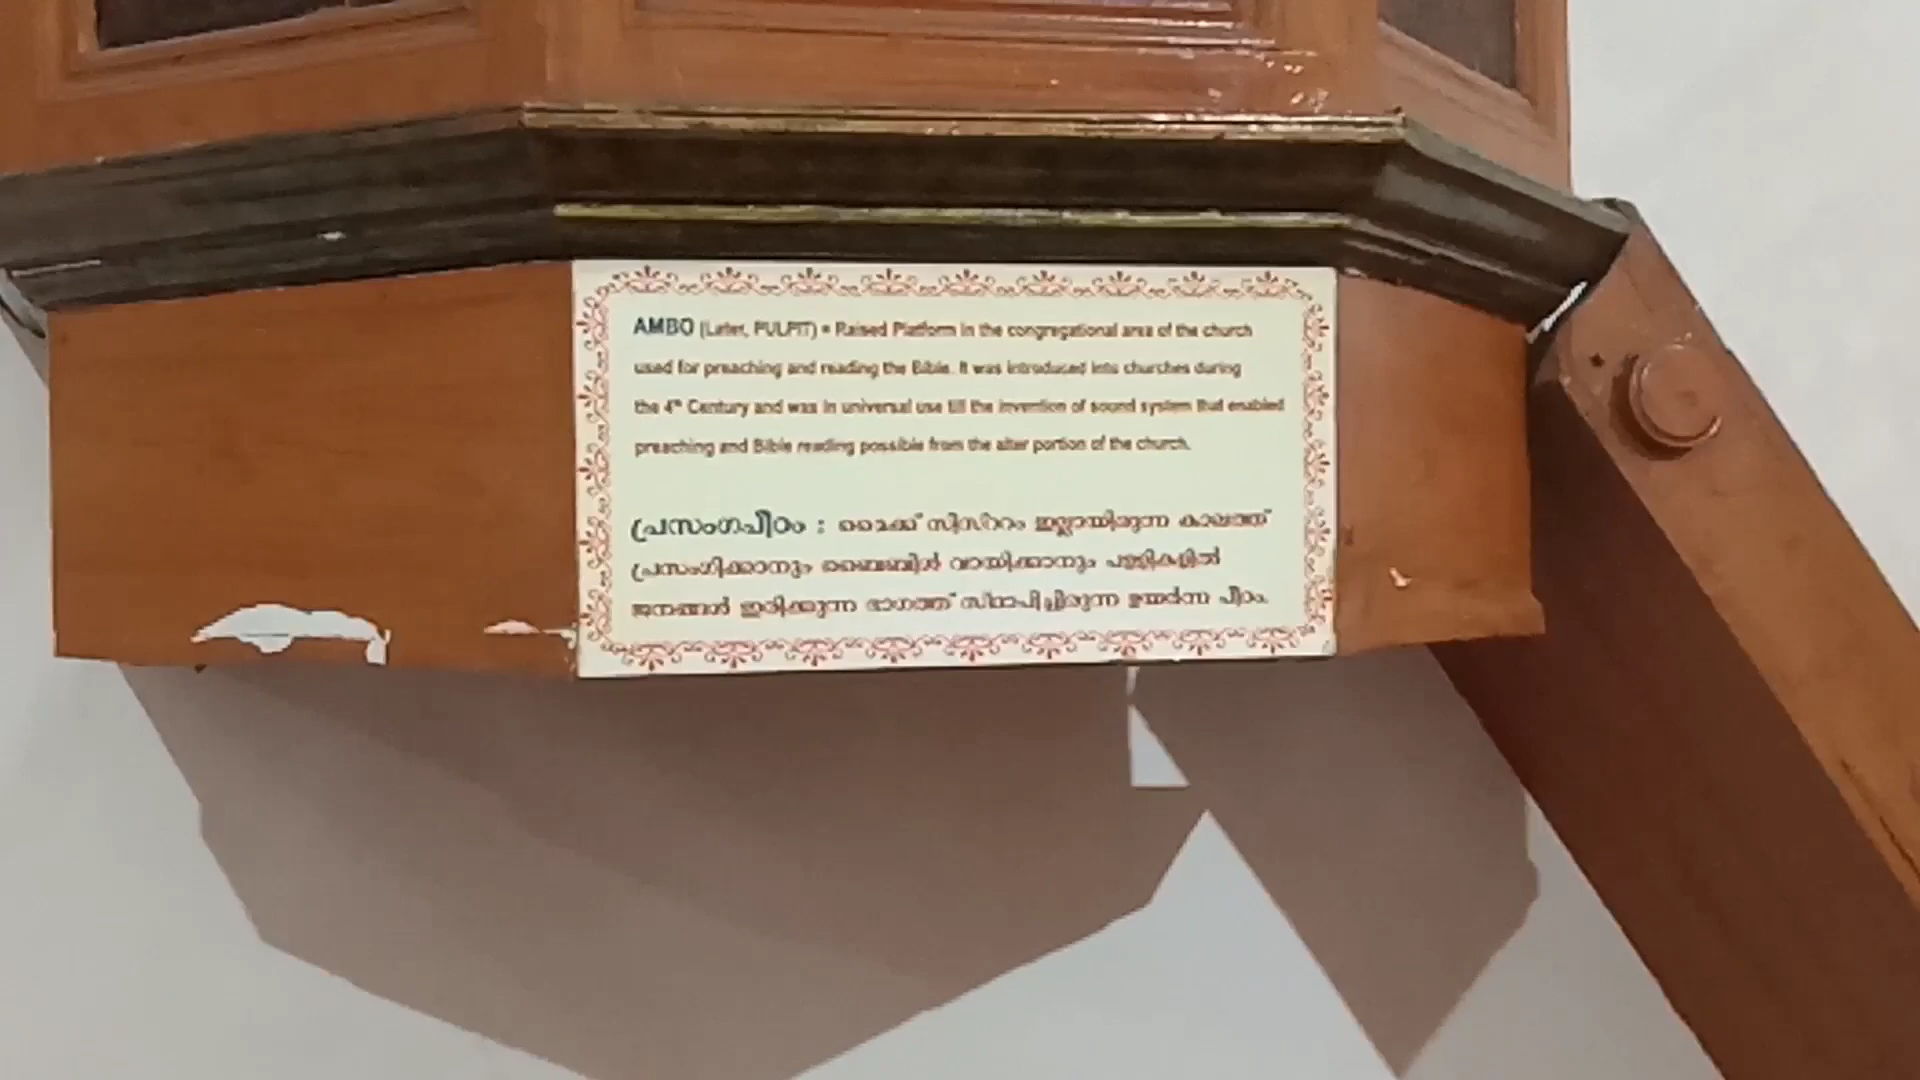 AMBO (Later, PULPIT) = Raised Platform in the congregational area of the church
used for preaching and reading the Bible. It was introduced into churches during
the 4th Century and was in universal use till the invention of sound system that enabled
preaching and Bible reading possible from the alter portion of the church.
പ്രസംഗപീഠം : മൈക്ക് സിസ്റ്റം ഇല്ലായിരുന്ന കാലത്ത്
പ്രസംഗിക്കാനും ബൈബിൾ വായിക്കാനും പള്ളികളിൽ
ജനങ്ങൾ ഇരിക്കുന്ന ഭാഗത്ത് സ്ഥാപിച്ചിരുന്ന ഉയർന്ന പീഠം.